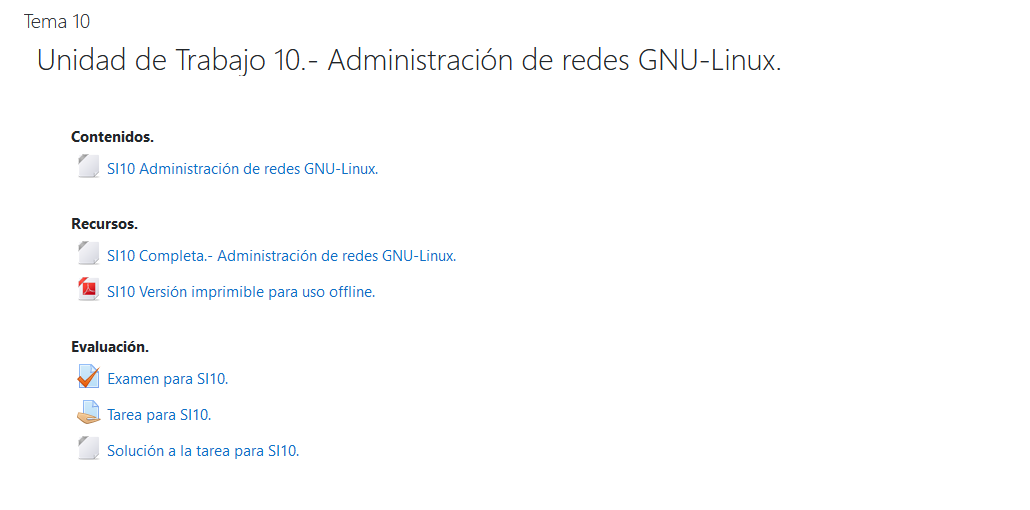 Tema 10
Unidad de Trabajo 10.- Administración de redes GNU-Linux.
Contenidos.
SI10 Administración de redes GNU-Linux.
Recursos.
SI10 Completa.- Administración de redes GNU-Linux.
SI10 Versión imprimible para uso offline.
Evaluación.
Examen para SI10.
Tarea para SI10.
Solución a la tarea para SI10.